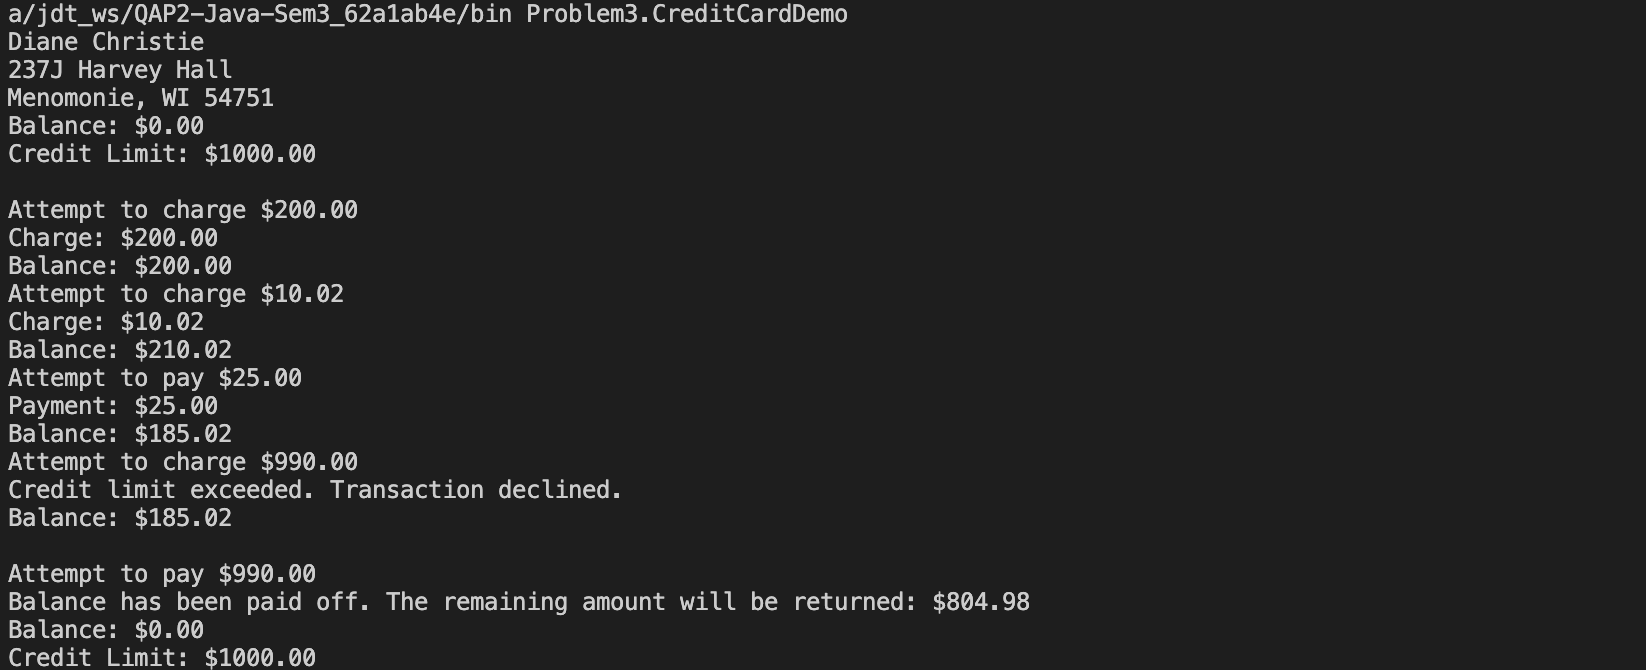 a/jdt_ws/QAP2-Java-Sem3_62a1ab4e/bin Problem3.CreditCardDemo
Diane Christie
237J Harvey Hall
Menomonie, WI 54751
Balance: $0.00
Credit Limit: $1000.00

Attempt to charge $200.00
Charge: $200.00
Balance: $200.00
Attempt to charge $10.02
Charge: $10.02
Balance: $210.02
Attempt to pay $25.00
Payment: $25.00
Balance: $185.02
Attempt to charge $990.00
Credit limit exceeded. Transaction declined.
Balance: $185.02

Attempt to pay $990.00
Balance has been paid off. The remaining amount will be returned: $804.98
Balance: $0.00
Credit Limit: $1000.00